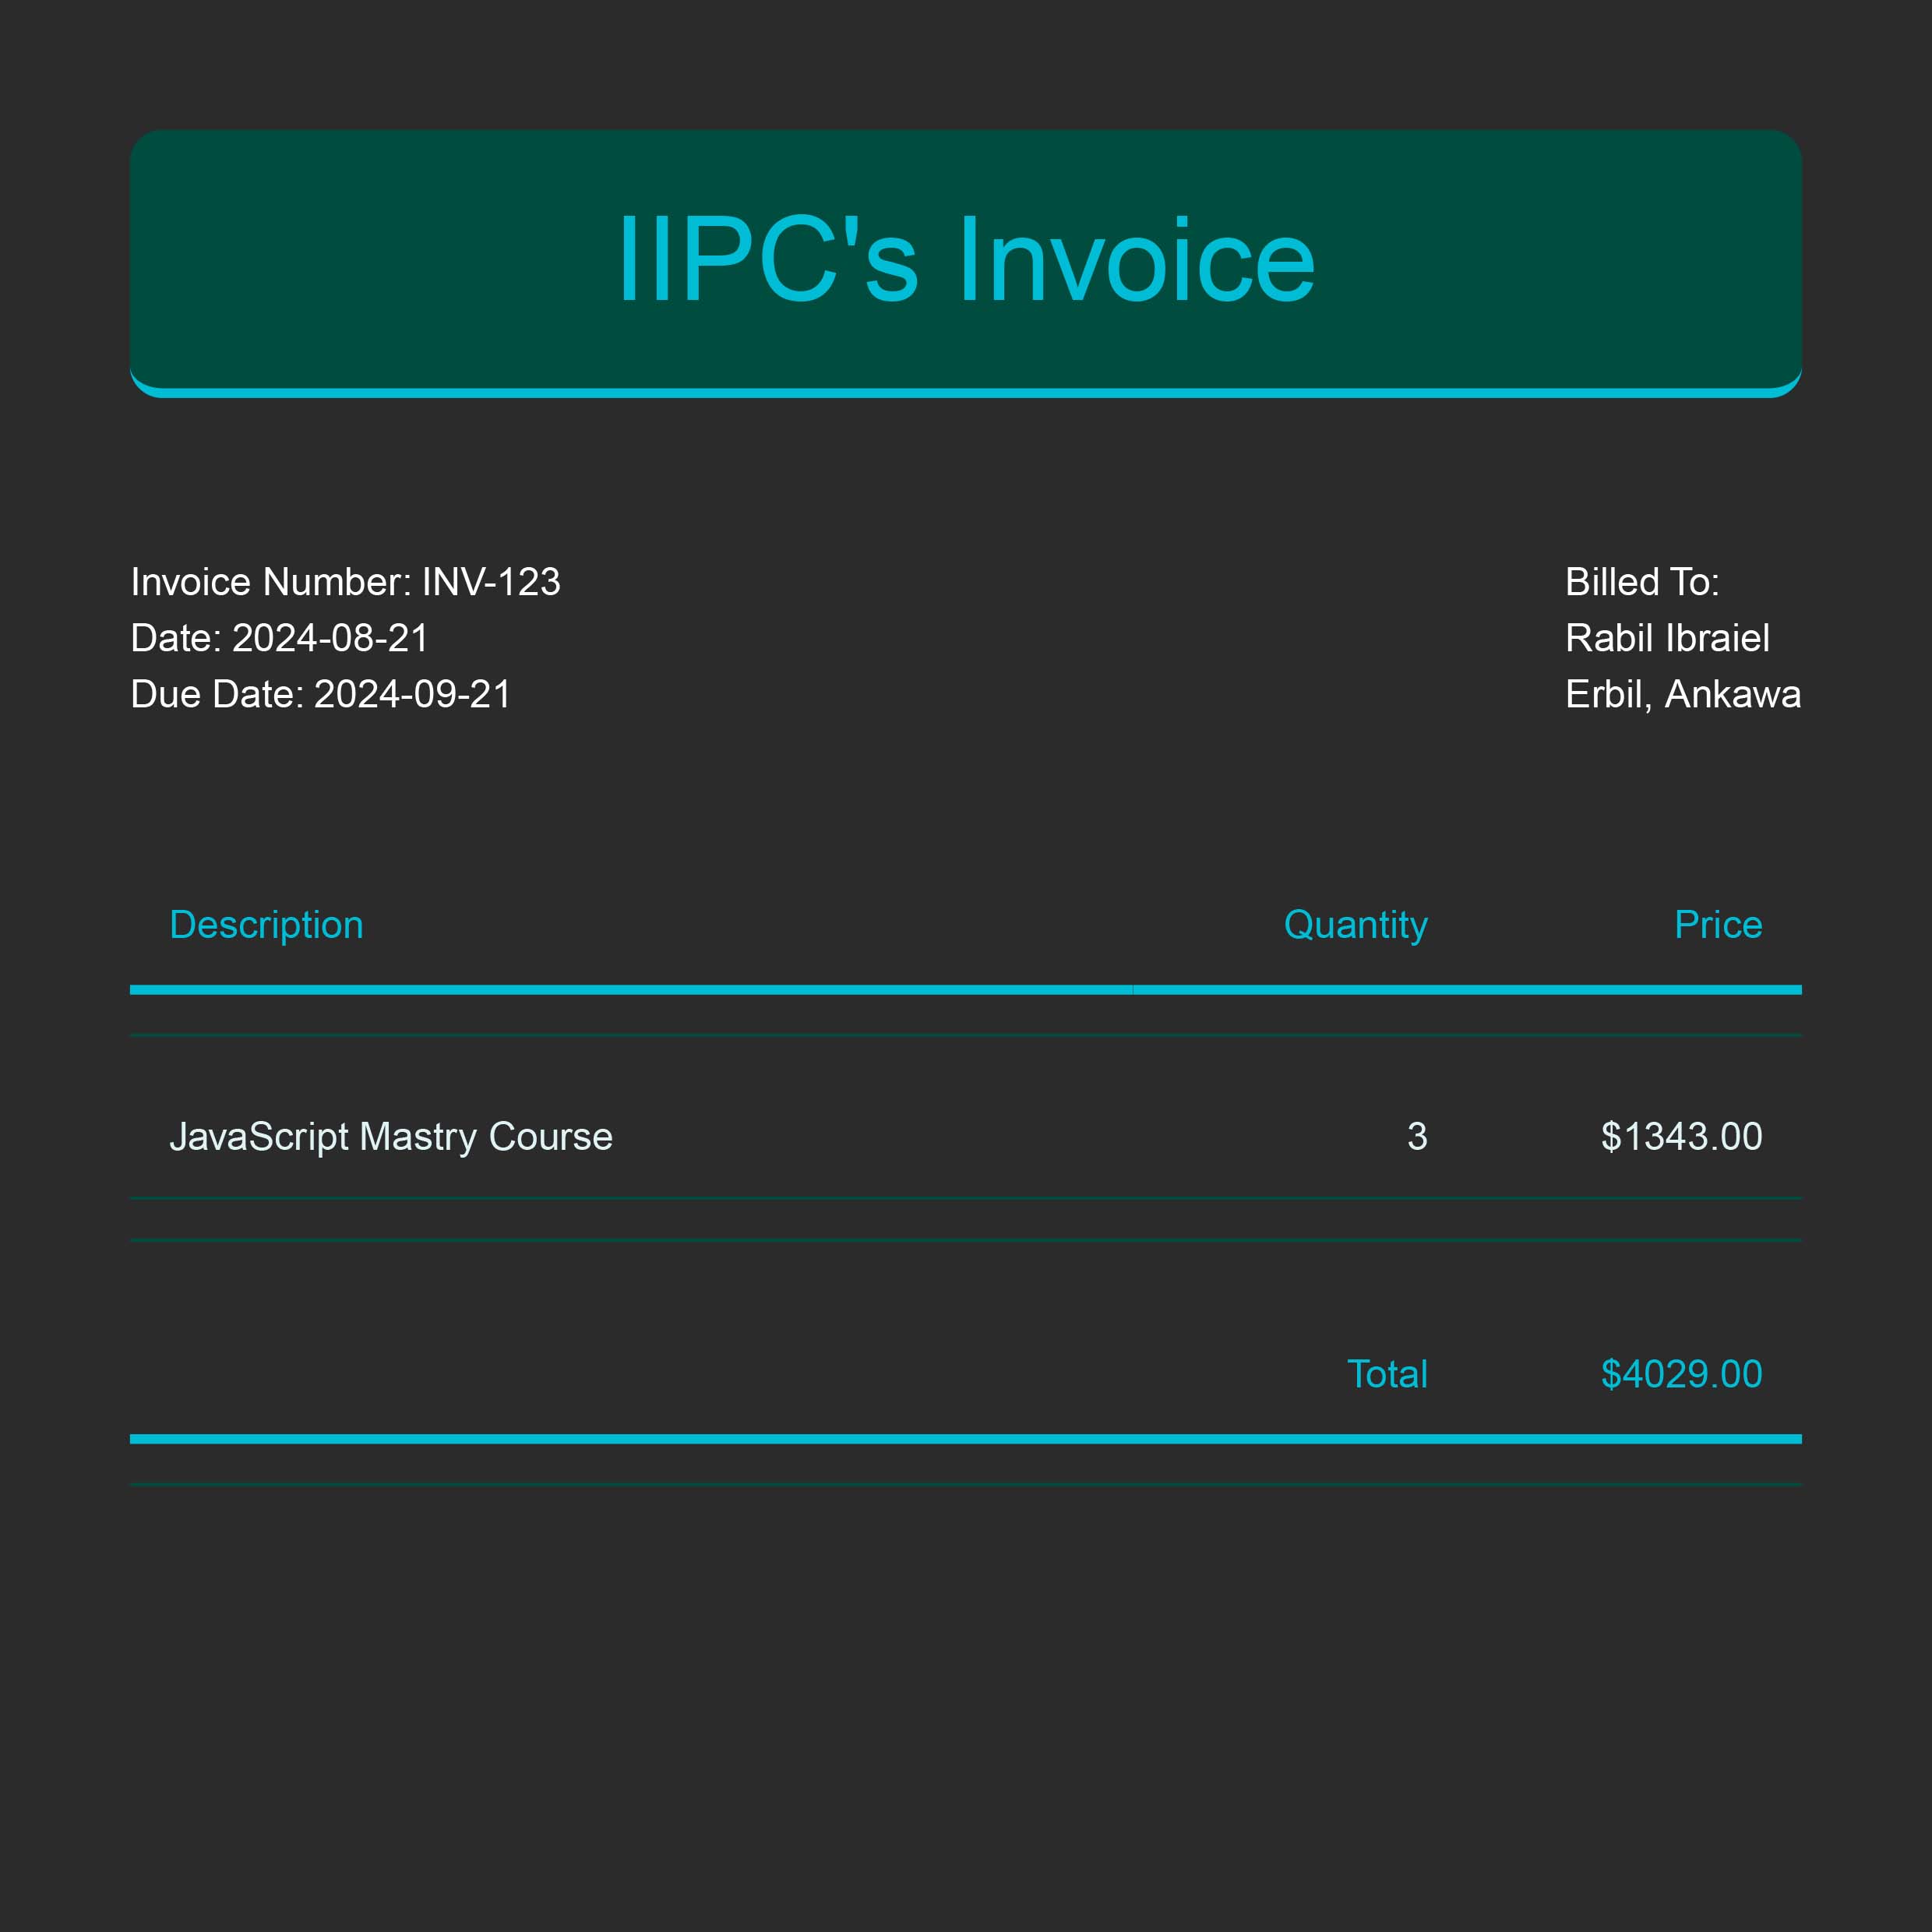 IIPC's Invoice
Invoice Number: INV-123
Date: 2024-08-21
Due Date: 2024-09-21
Billed To:
Rabil Ibraiel
Erbil, Ankawa
Description Quantity Price
JavaScript Mastry Course 3 $1343.00
Total $4029.00